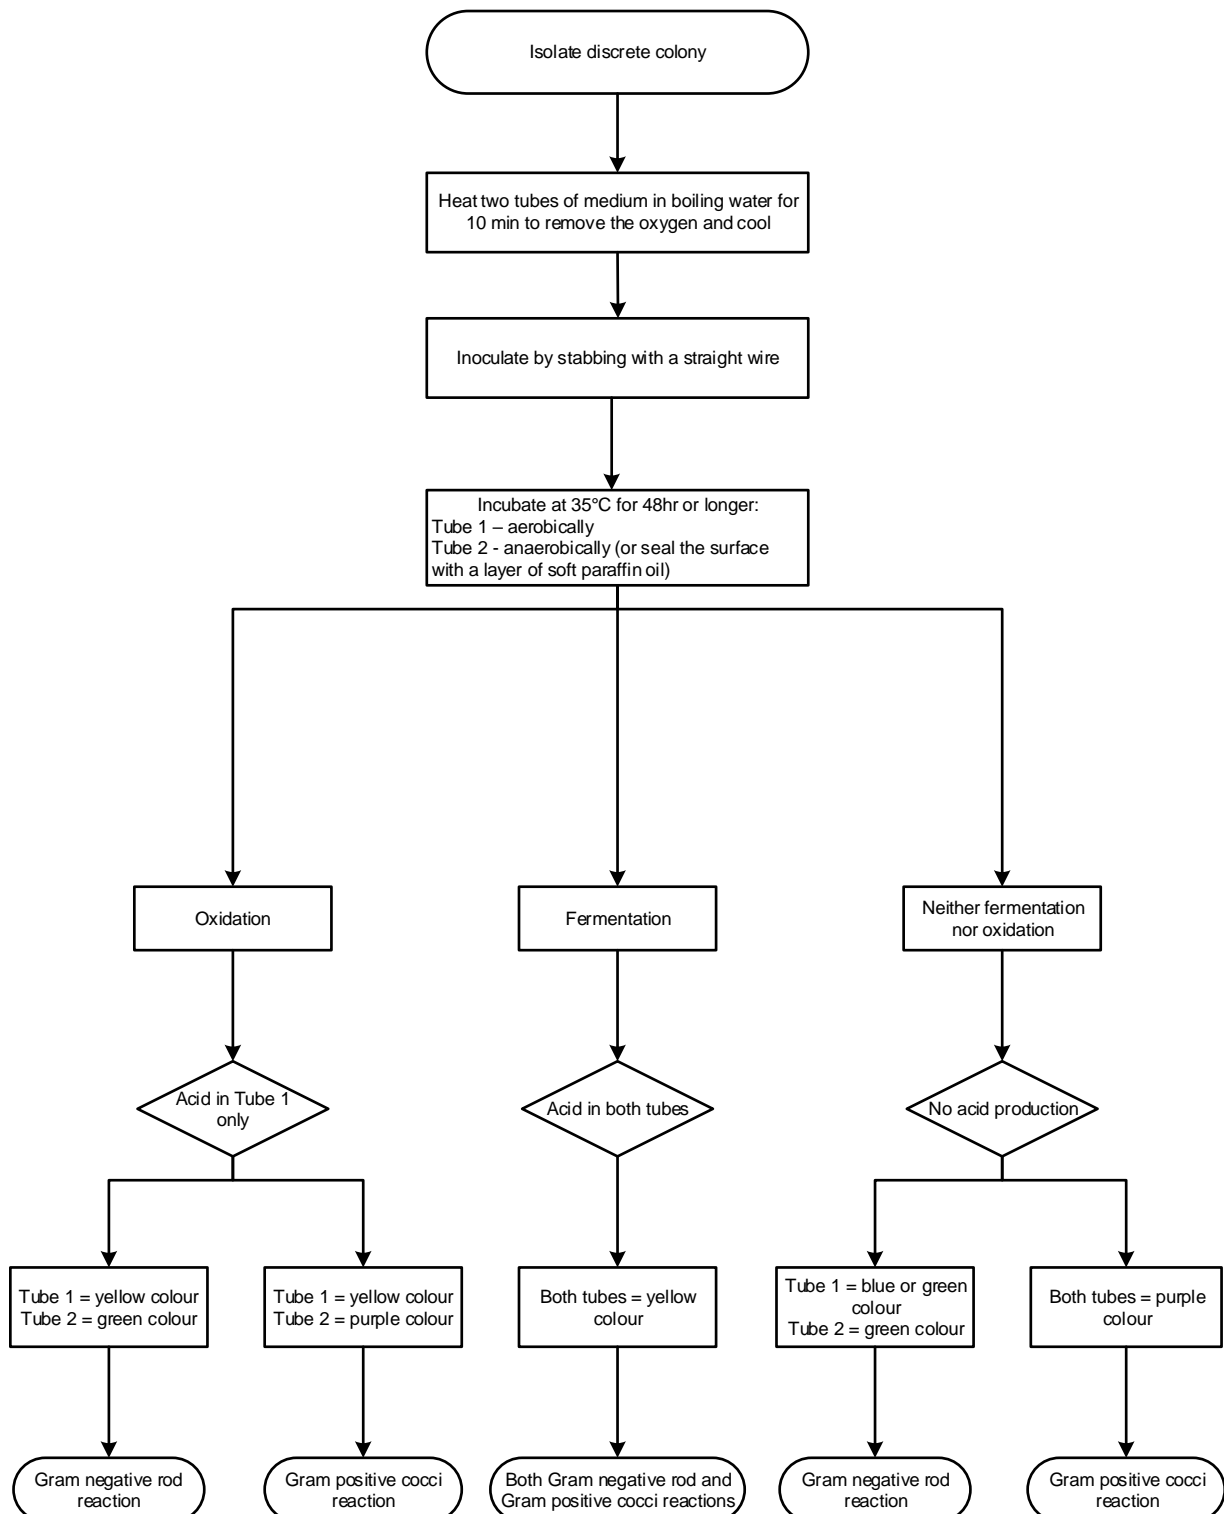 Isolate discrete colony
Heat two tubes of medium in boiling water for
10 min to remove the oxygen and cool
Inoculate by stabbing with a straight wire
Incubate at 35°C for 48hr or longer:
Tube 1 – aerobically
Tube 2 - anaerobically (or seal the surface
with a layer of soft paraffin oil)
Oxidation
Fermentation
Neither fermentation
nor oxidation
Acid in Tube 1
only
Acid in both tubes
No acid production
Tube 1 = yellow colour
Tube 2 = green colour
Tube 1 = yellow colour
Tube 2 = purple colour
Both tubes = yellow
colour
Tube 1 = blue or green
colour
Tube 2 = green colour
Both tubes = purple
colour
Gram negative rod
reaction
Gram positive cocci
reaction
Both Gram negative rod and
Gram positive cocci reactions
Gram negative rod
reaction
Gram positive cocci
reaction